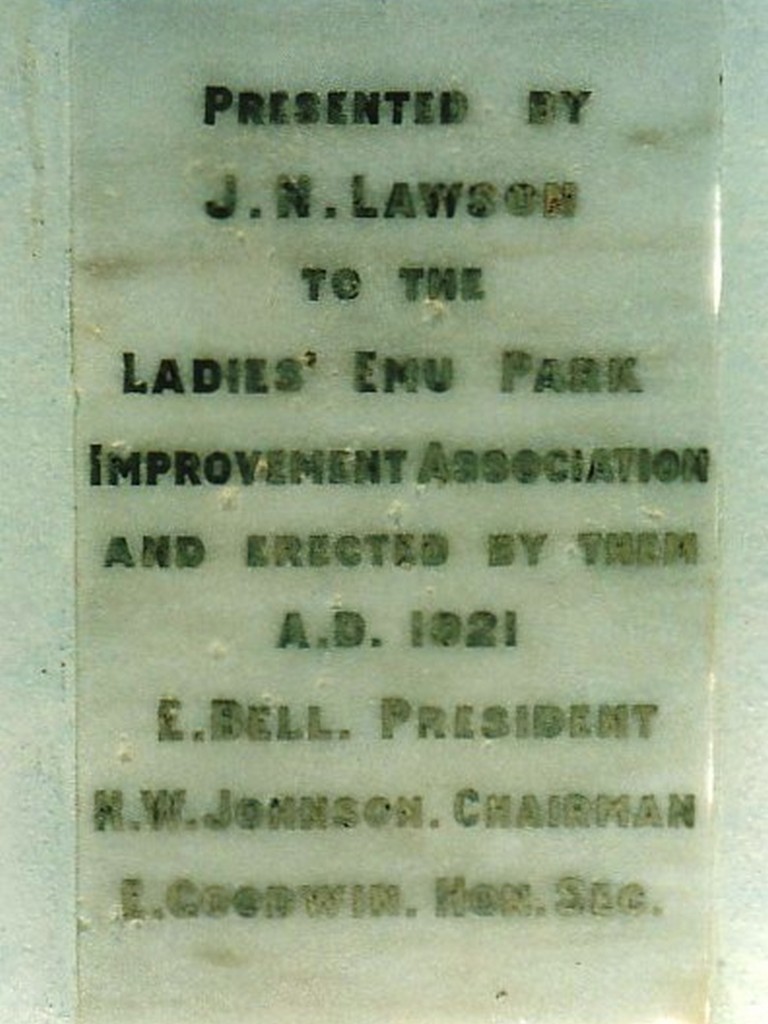 PRESENTED BY
J.N. LAWSON
TO THE
LADIES' EMU PARK
IMPROVEMENT ASSOCIATION
AND ERECTED BY THEM
A.D. 1921
E. BELL. PRESIDENT
H.W. JOHNSON. CHAIRMAN
E. GOODWIN. HON. SEC.